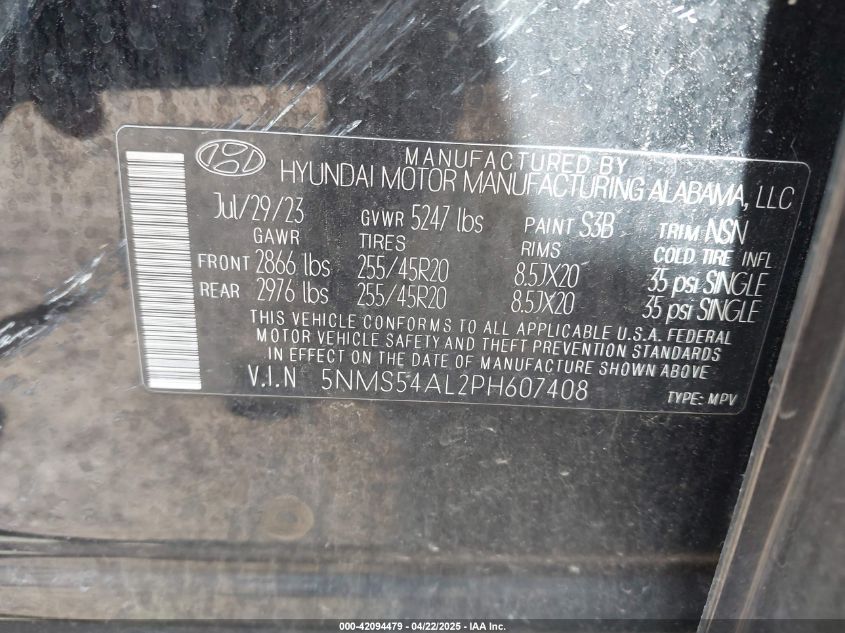 MANUFACTURED BY
HYUNDAI MOTOR MANUFACTURING ALABAMA, LLC
Jul/29/23 GVWR 5247 lbs PAINT S3B TRIM NSN
GAWR TIRES RIMS COLD TIRE INFL
FRONT 2866 lbs 255/45R20 8.5JX20 35 psi SINGLE
REAR 2976 lbs 255/45R20 8.5JX20 35 psi SINGLE
THIS VEHICLE CONFORMS TO ALL APPLICABLE U.S.A. FEDERAL
MOTOR VEHICLE SAFETY AND THEFT PREVENTION STANDARDS
IN EFFECT ON THE DATE OF MANUFACTURE SHOWN ABOVE
V.I.N 5NMS54AL2PH607408 TYPE: MPV
000-42094479 - 04/22/2025 - IAA Inc.